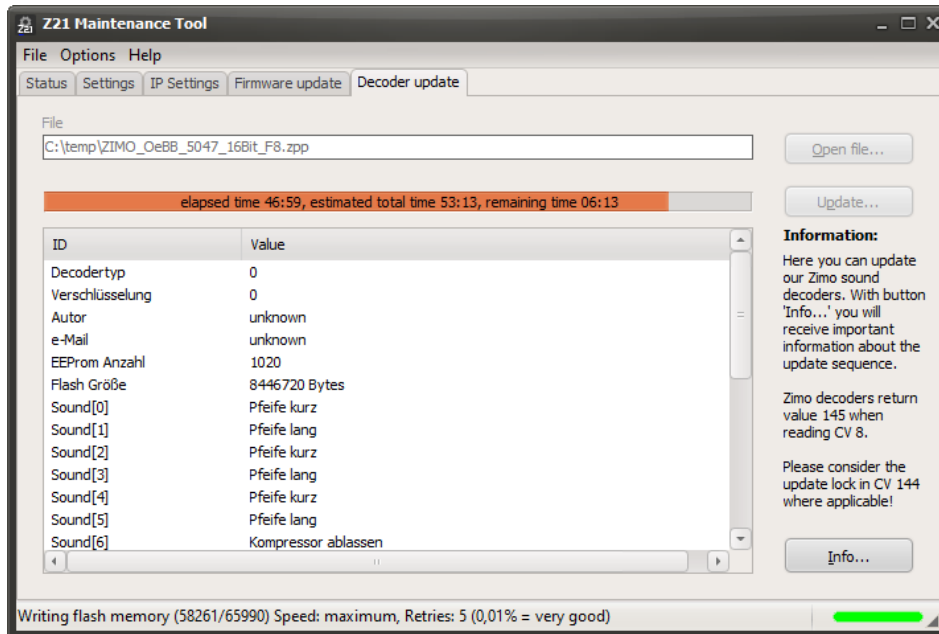 Z21 Z21 Maintenance Tool
File Options Help
Status Settings IP Settings Firmware update Decoder update
File
C:\temp\ZIMO_OeBB_5047_16Bit_F8.zpp
Open file...
elapsed time 46:59, estimated total time 53:13, remaining time 06:13
Update...
ID Value
Decodertyp 0
Verschlüsselung 0
Autor unknown
e-Mail unknown
EEProm Anzahl 1020
Flash Größe 8446720 Bytes
Sound[0] Pfeife kurz
Sound[1] Pfeife lang
Sound[2] Pfeife kurz
Sound[3] Pfeife lang
Sound[4] Pfeife kurz
Sound[5] Pfeife lang
Sound[6] Kompressor ablassen
Information:
Here you can update
our Zimo sound
decoders. With button
'Info...' you will
receive important
information about the
update sequence.
Zimo decoders return
value 145 when
reading CV 8.
Please consider the
update lock in CV 144
where applicable!
Info...
Writing flash memory (58261/65990) Speed: maximum, Retries: 5 (0,01% = very good)